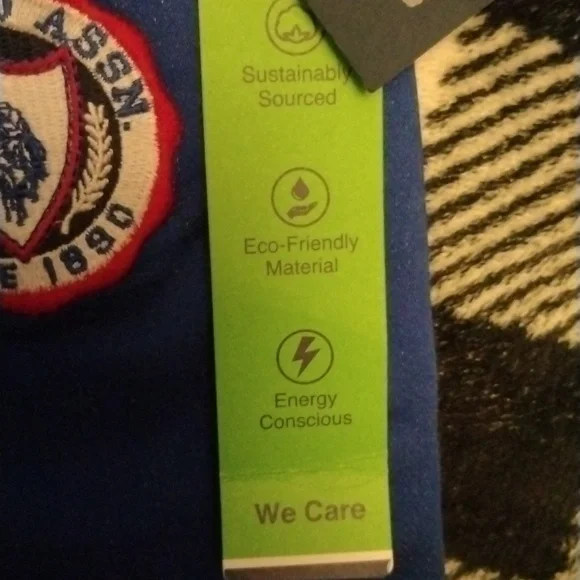 ASSN.
1890
Sustainably
Sourced
Eco-Friendly
Material
Energy
Conscious
We Care